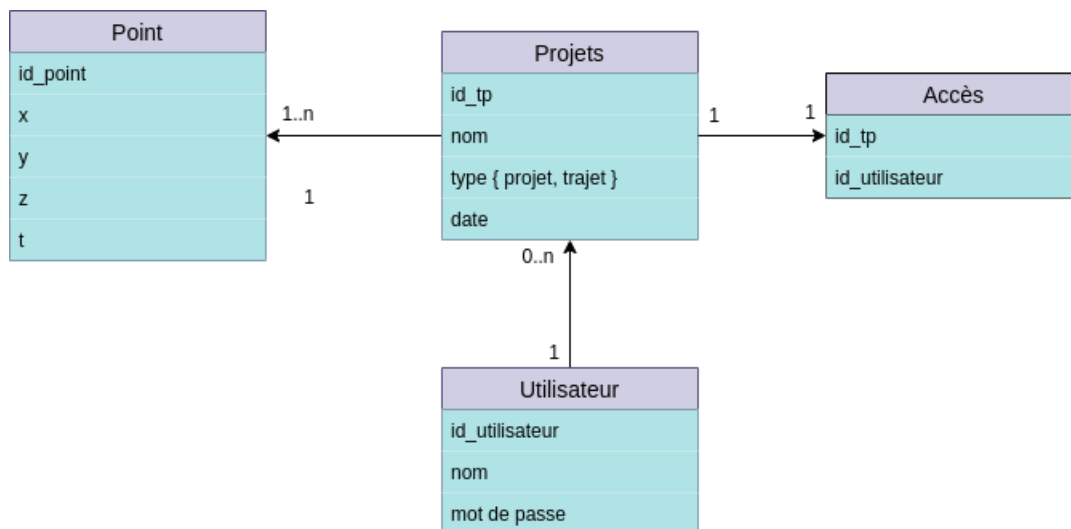 Point
id_point
x
y
z
t
1..n
1
Projets
id_tp
nom
type { projet, trajet }
date
1
1
Accès
id_tp
id_utilisateur
0..n
1
Utilisateur
id_utilisateur
nom
mot de passe